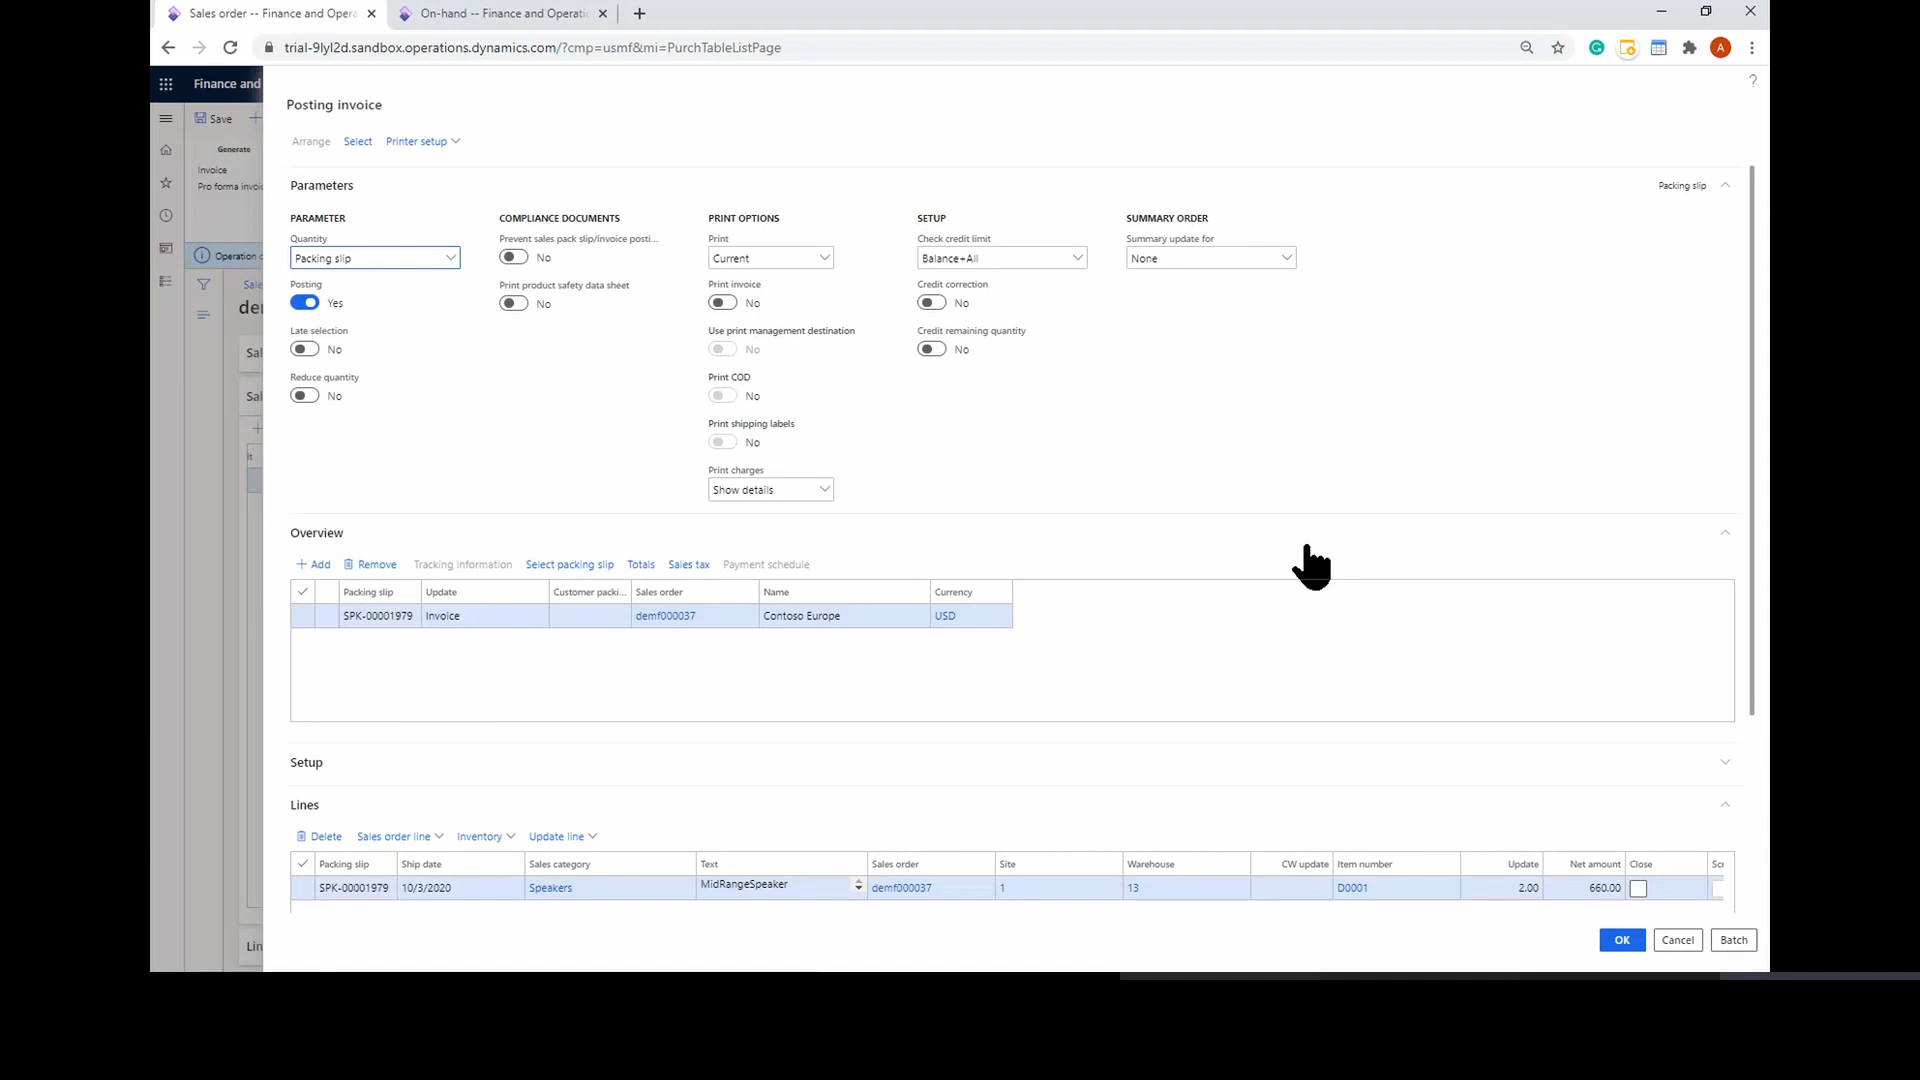 Sales order -- Finance and Opera
On-hand -- Finance and Operati
trial-9lyl2d.sandbox.operations.dynamics.com/?cmp=usmf&mi=PurchTableListPage
A
Finance and
?
Save
Posting invoice
Generate
Arrange Select Printer setup
Invoice
Pro forma invoi
Parameters
Packing slip
PARAMETER COMPLIANCE DOCUMENTS PRINT OPTIONS SETUP SUMMARY ORDER
Quantity Prevent sales pack slip/invoice posti... Print Check credit limit Summary update for
Packing slip No Current Balance+All None
Operation c
Posting Print product safety data sheet Print invoice Credit correction
Sale
Yes No No No
dem
Late selection Use print management destination Credit remaining quantity
No No No
Sal
Reduce quantity Print COD
No No
Sal
Print shipping labels
No
it
Print charges
Show details
Overview
Add Remove Tracking information Select packing slip Totals Sales tax Payment schedule
Packing slip Update Customer packi... Sales order Name Currency
SPK-00001979 Invoice demf000037 Contoso Europe USD
Setup
Lines
Delete Sales order line Inventory Update line
Packing slip Ship date Sales category Text Sales order Site Warehouse CW update Item number Update Net amount Close Scr
SPK-00001979 10/3/2020 Speakers MidRangeSpeaker demf000037 1 13 D0001 2.00 660.00
Lin
OK Cancel Batch